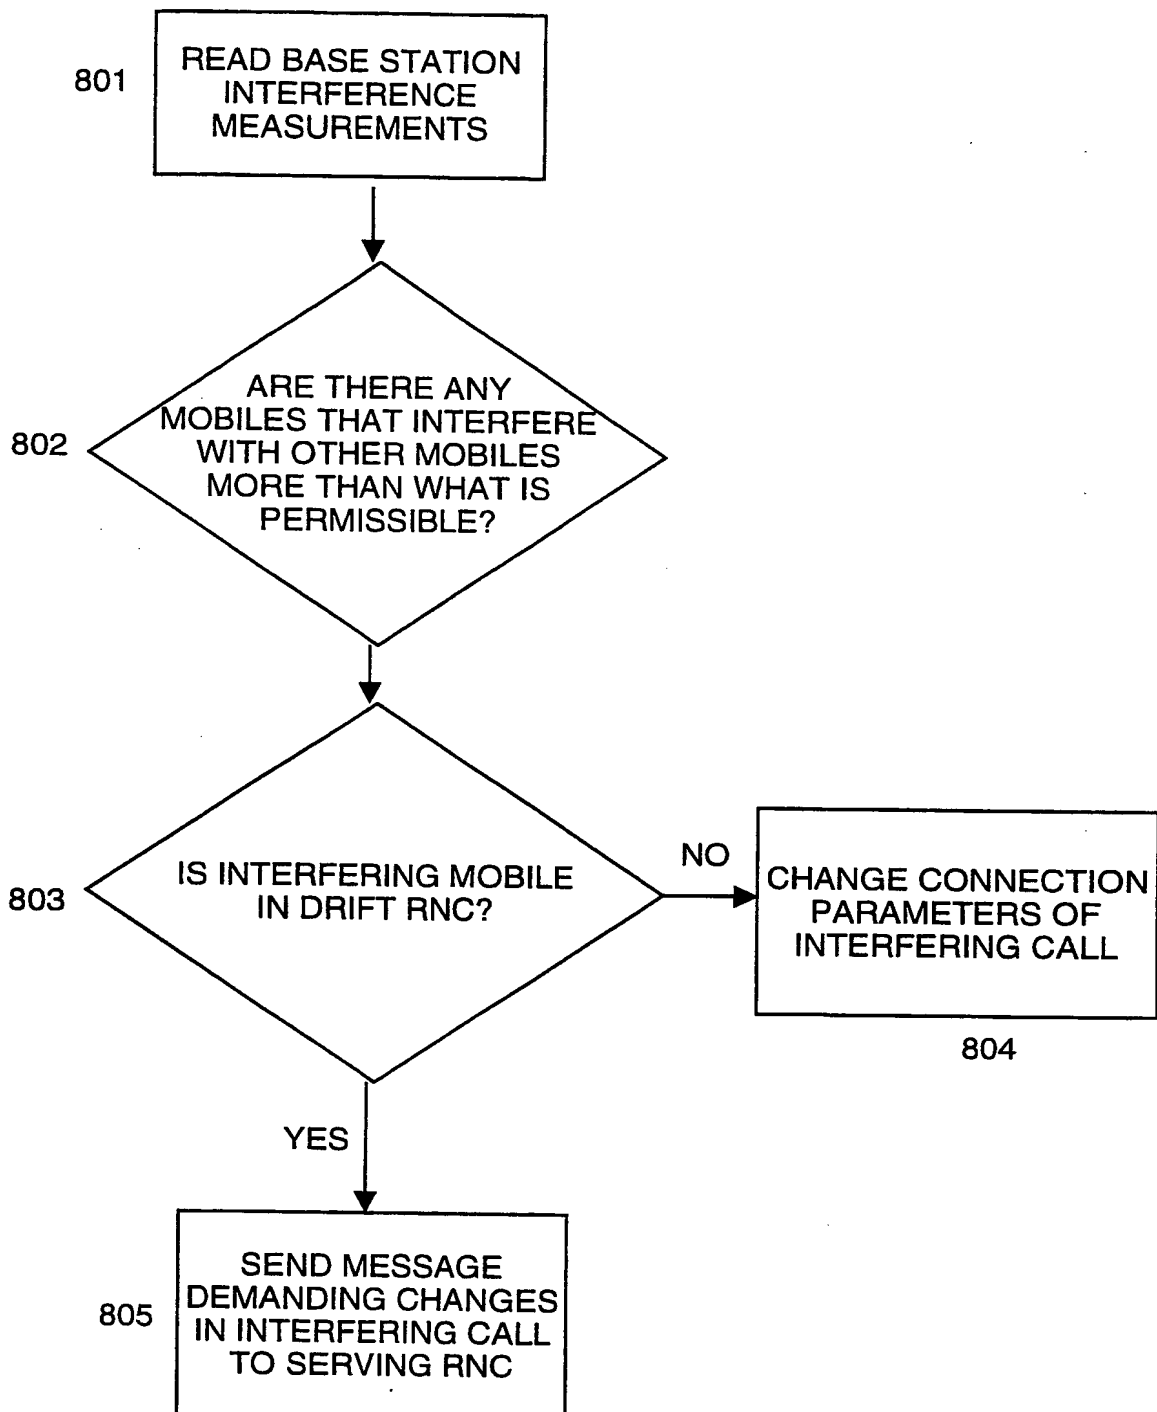 801
READ BASE STATION
INTERFERENCE
MEASUREMENTS
802
ARE THERE ANY
MOBILES THAT INTERFERE
WITH OTHER MOBILES
MORE THAN WHAT IS
PERMISSIBLE?
803
IS INTERFERING MOBILE
IN DRIFT RNC?
NO
CHANGE CONNECTION
PARAMETERS OF
INTERFERING CALL
804
YES
805
SEND MESSAGE
DEMANDING CHANGES
IN INTERFERING CALL
TO SERVING RNC